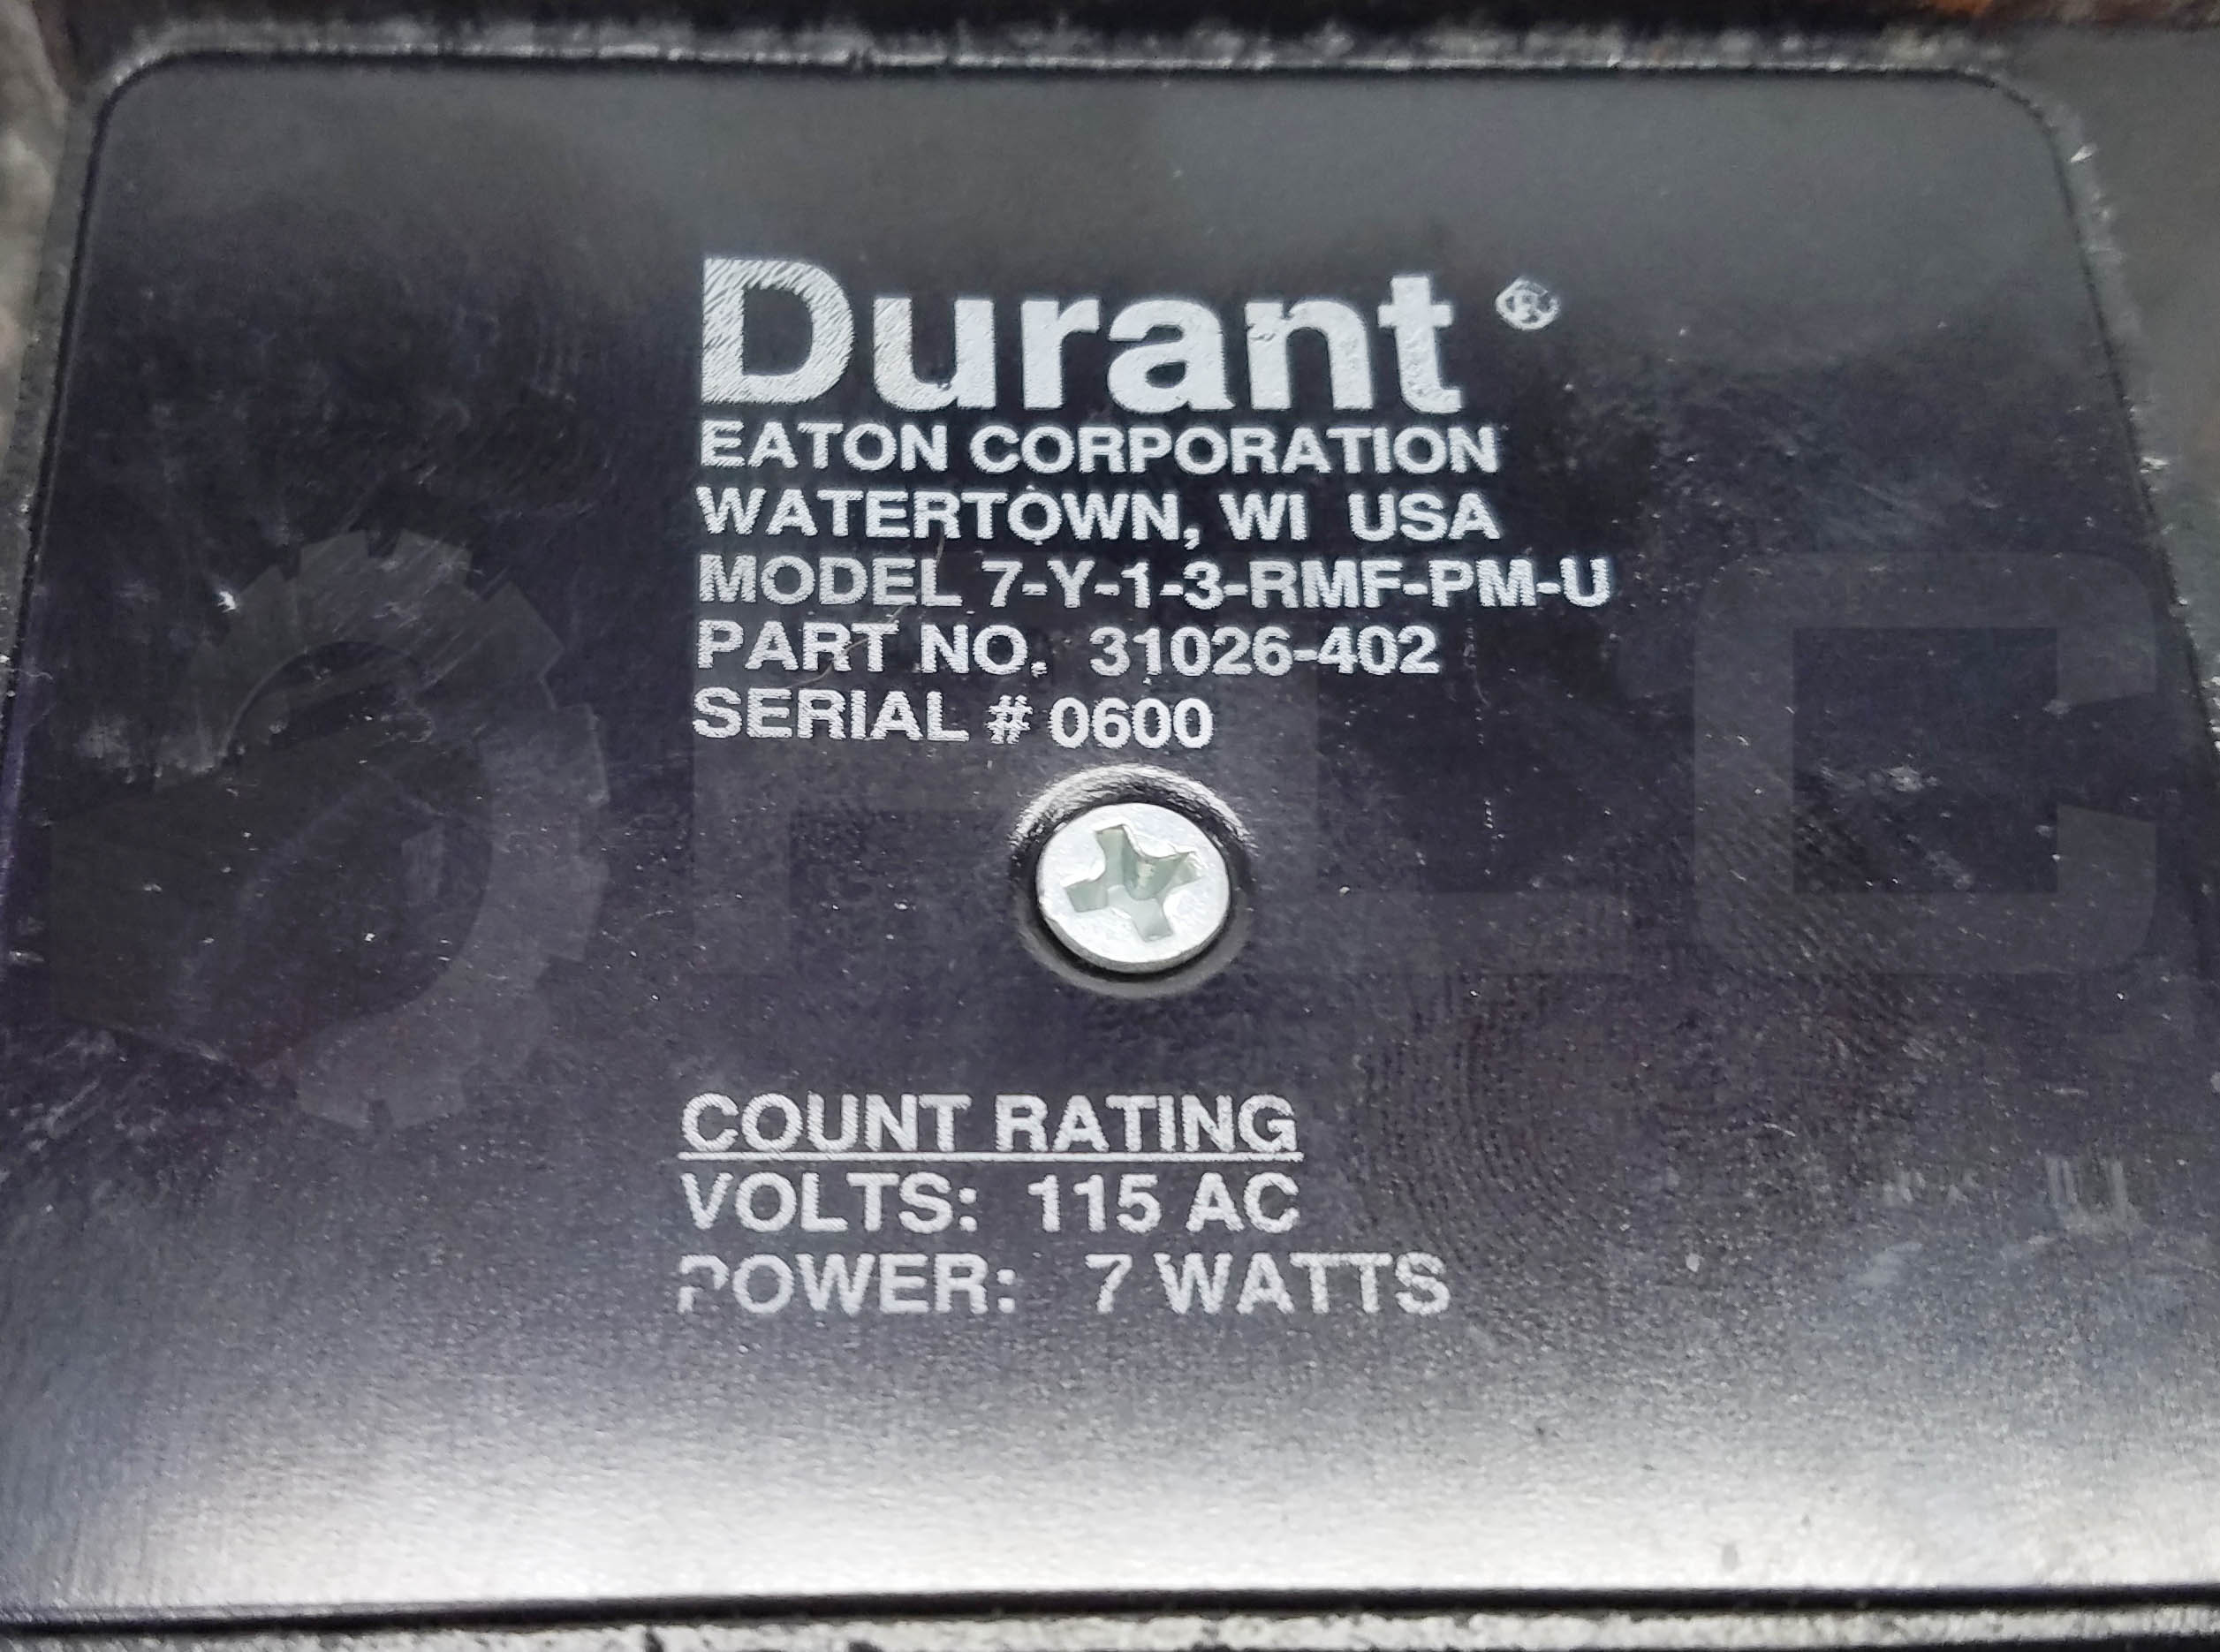 Durant ®
EATON CORPORATION
WATERTOWN, WI USA
MODEL 7-Y-1-3-RMF-PM-U
PART NO. 31026-402
SERIAL # 0600
COUNT RATING
VOLTS: 115 AC
POWER: 7 WATTS